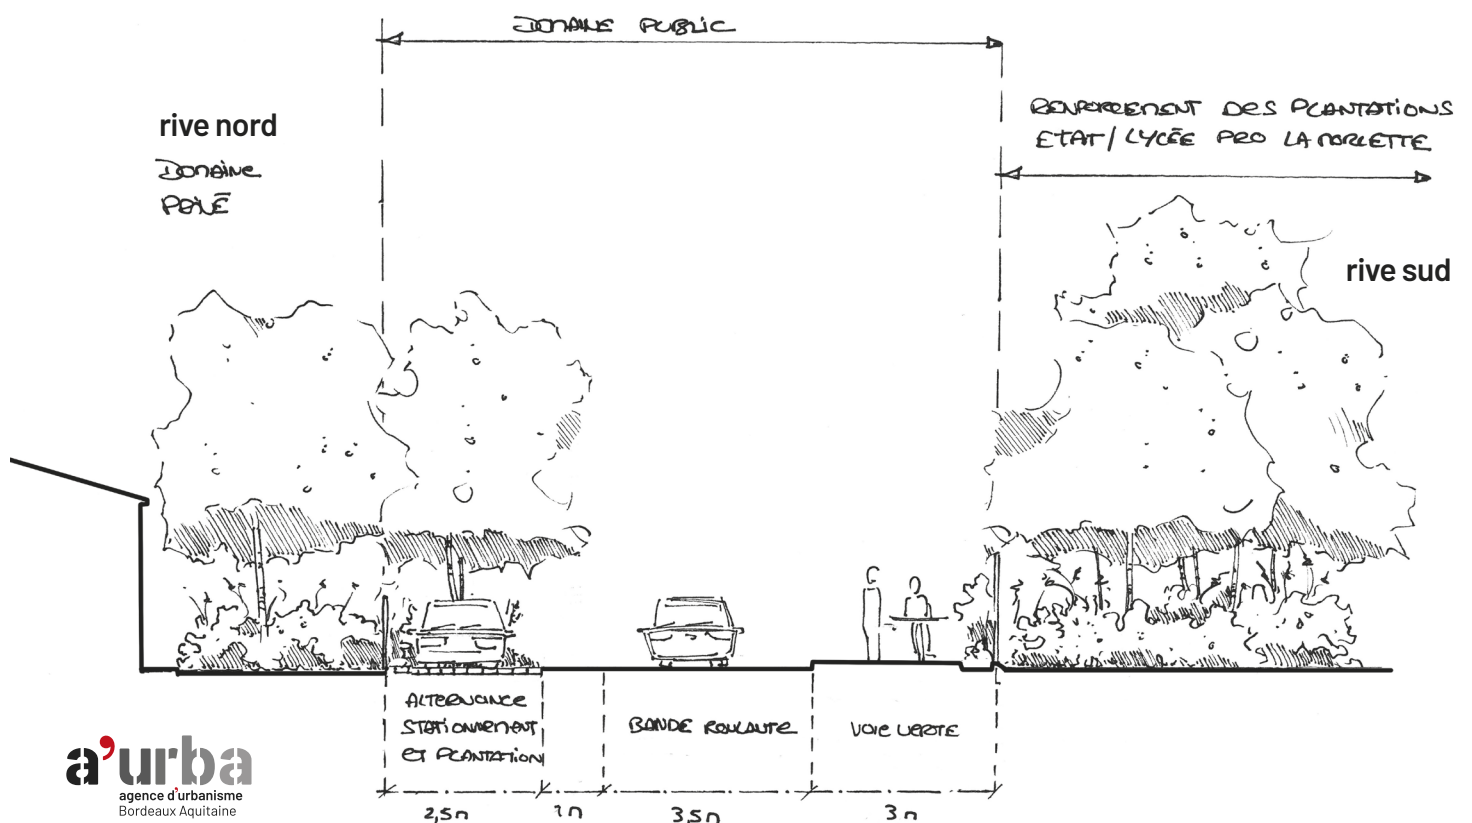 DOMAINE PUBLIC
rive nord
DOMAINE
PRIVÉ
RENFORCEMENT DES PLANTATIONS
ETAT / LYCÉE PRO LA MORLETTE
rive sud
ALTERNANCE
STATIONNEMENT
ET PLANTATION
BANDE ROULANTE
VOIE VERTE
2,5m
1m
3,5m
3m
a'urba
agence d'urbanisme
Bordeaux Aquitaine